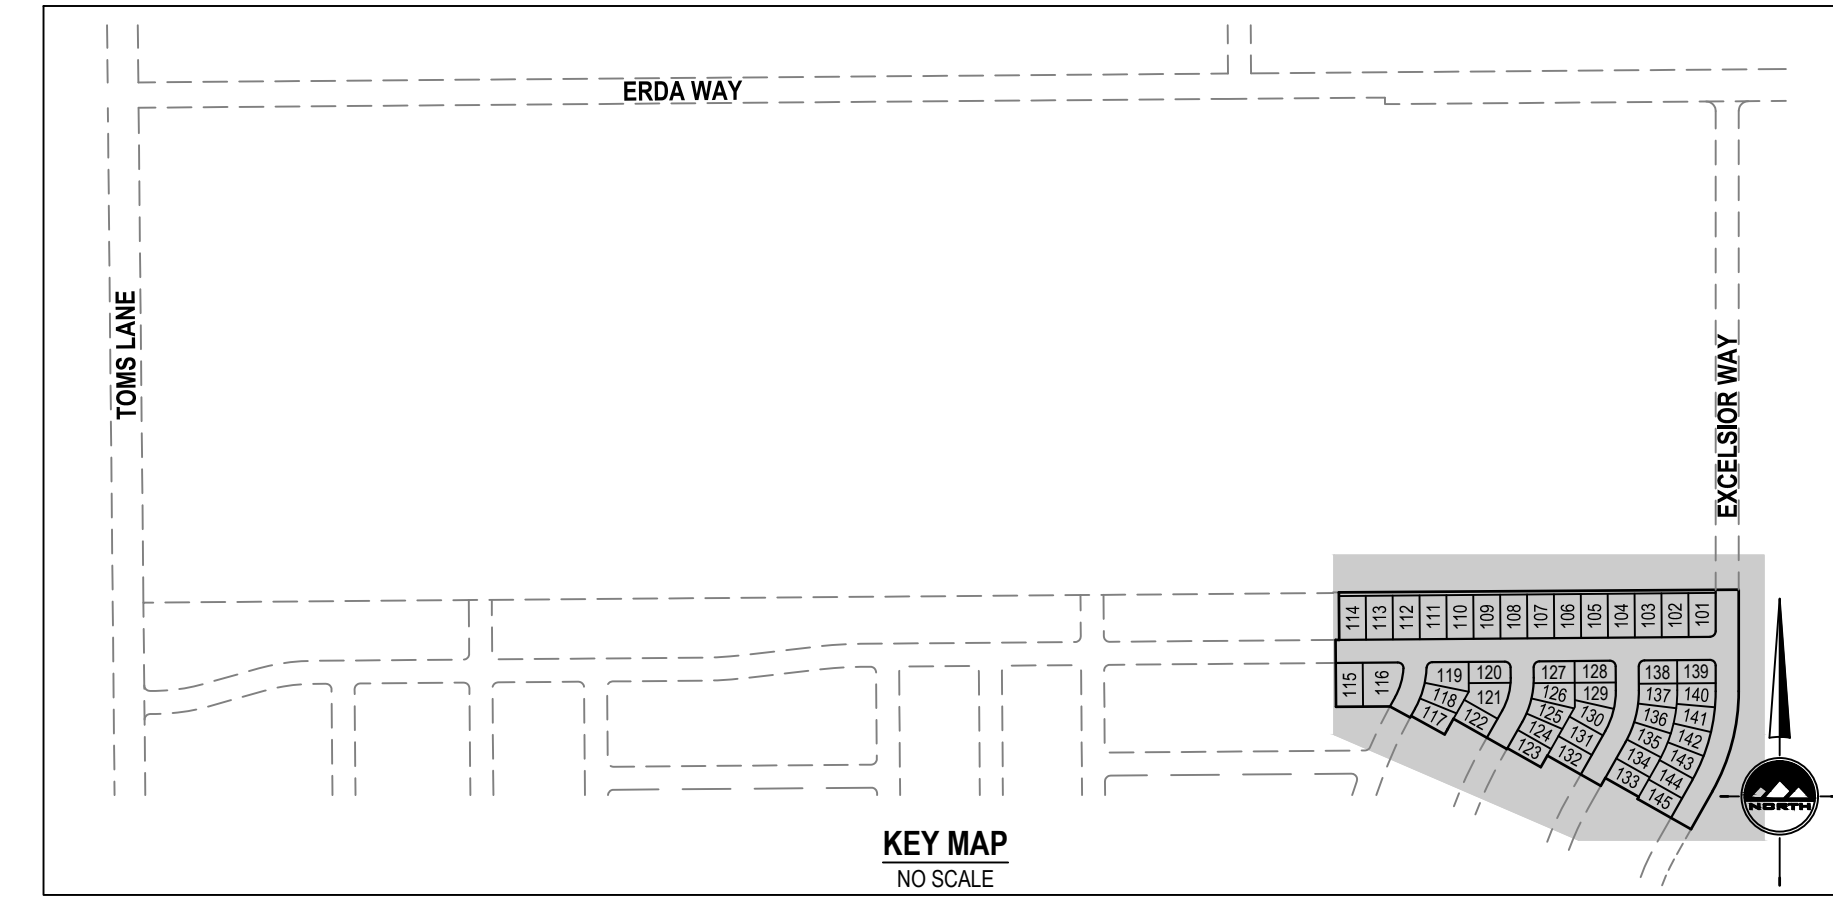 ERDA WAY
TOMS LANE
EXCELSIOR WAY
114 113 112 111 110 109 108 107 106 105 104 103 102 101
115 116 119 120 127 128 138 139
118 121 126 129 137 140
117 122 125 130 136 141
124 131 135 142
123 132 134 143
133 144
145
NORTH
KEY MAP
NO SCALE